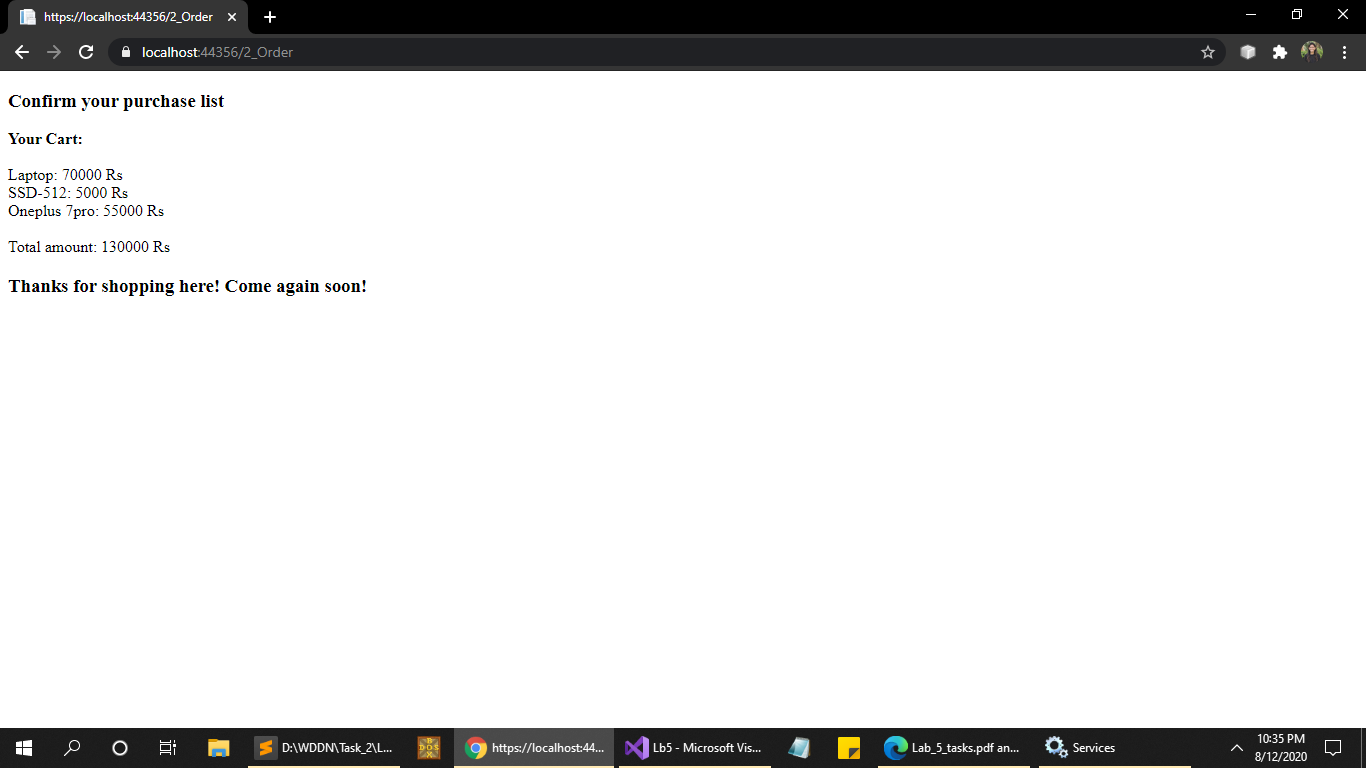 https://localhost:44356/2_Order
localhost:44356/2_Order
Confirm your purchase list
Your Cart:
Laptop: 70000 Rs
SSD-512: 5000 Rs
Oneplus 7pro: 55000 Rs
Total amount: 130000 Rs
Thanks for shopping here! Come again soon!
D:\WDDN\Task_2\L...
https://localhost:44...
Lb5 - Microsoft Vis...
Lab_5_tasks.pdf an...
Services
10:35 PM
8/12/2020